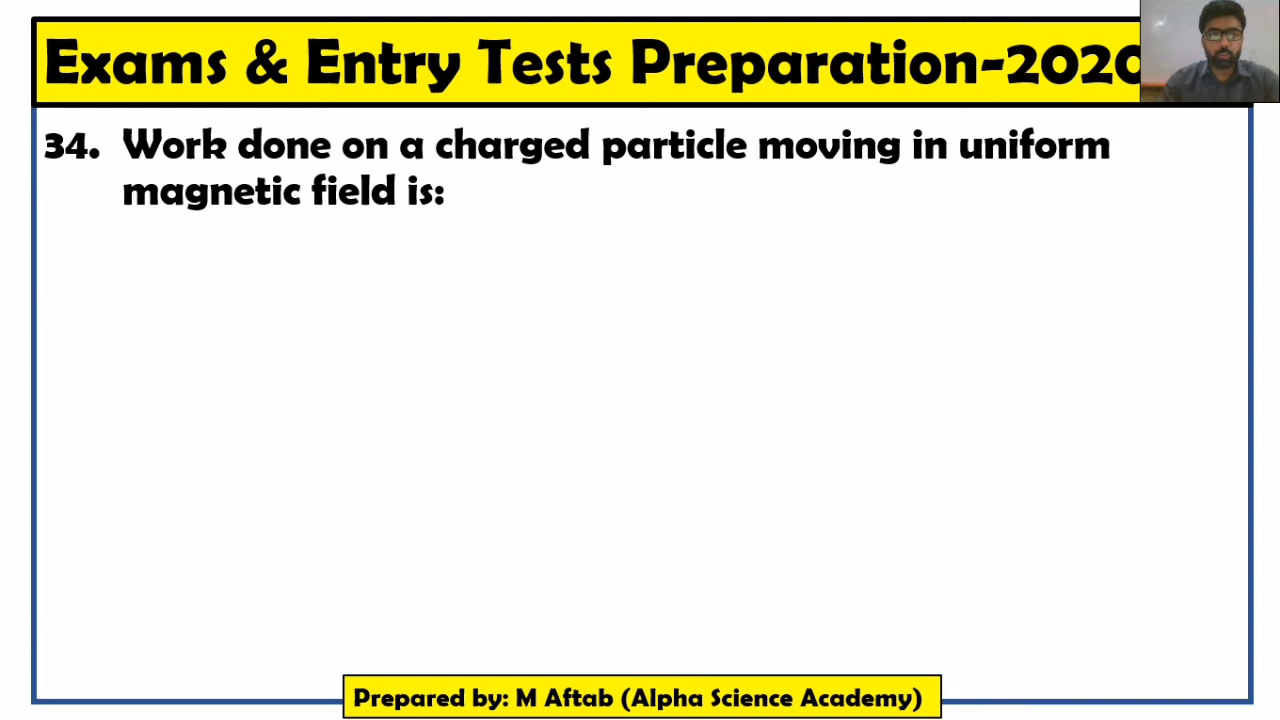 Exams & Entry Tests Preparation-2020
34. Work done on a charged particle moving in uniform
magnetic field is:
Prepared by: M Aftab (Alpha Science Academy)